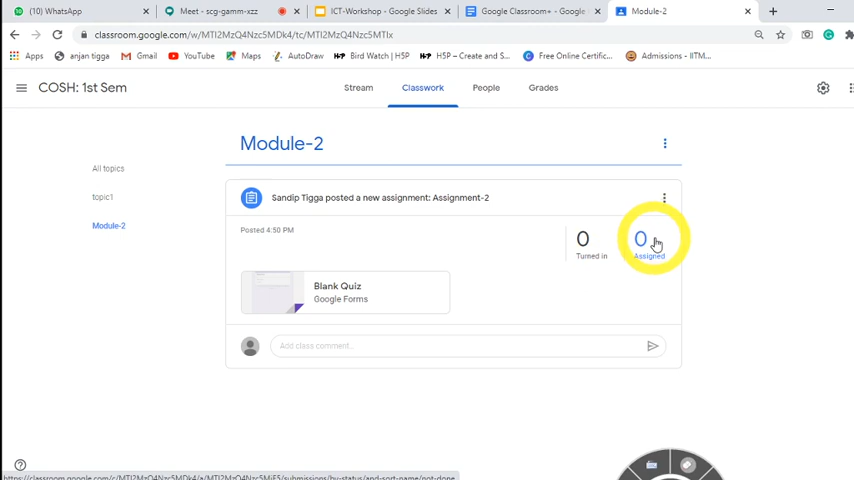 (10) WhatsApp
Meet - scg-gamm-xzz
ICT-Workshop - Google Slides
Google Classroom+ - Google
Module-2
classroom.google.com/w/MTI2MzQ4Nzc5MDk4/tc/MTI2MzQ4Nzc5MTIx
Apps
anjan tigga
Gmail
YouTube
Maps
AutoDraw
H-P Bird Watch | H5P
H-P H5P – Create and S...
Free Online Certific...
Admissions - IITM...
COSH: 1st Sem
Stream
Classwork
People
Grades
Module-2
All topics
topic1
Module-2
Sandip Tigga posted a new assignment: Assignment-2
Posted 4:50 PM
0
Turned in
0
Assigned
Blank Quiz
Google Forms
Add class comment...